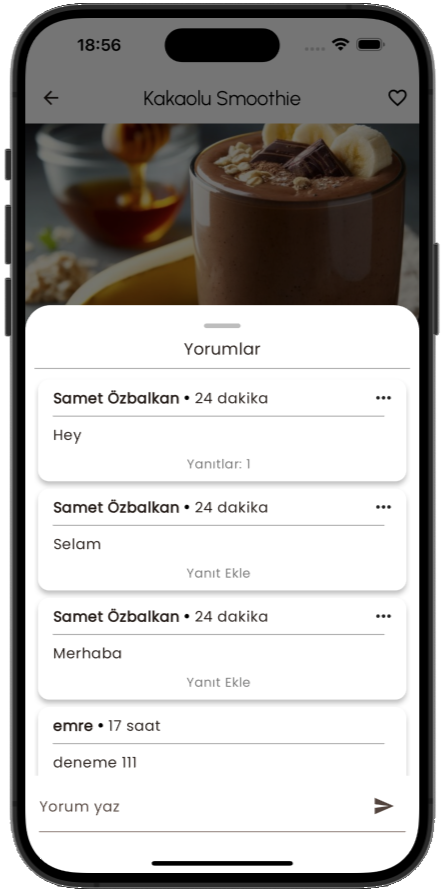 18:56
Kakaolu Smoothie
Yorumlar
Samet Özbalkan • 24 dakika
Hey
Yanıtlar: 1
Samet Özbalkan • 24 dakika
Selam
Yanıt Ekle
Samet Özbalkan • 24 dakika
Merhaba
Yanıt Ekle
emre • 17 saat
deneme 111
Yorum yaz